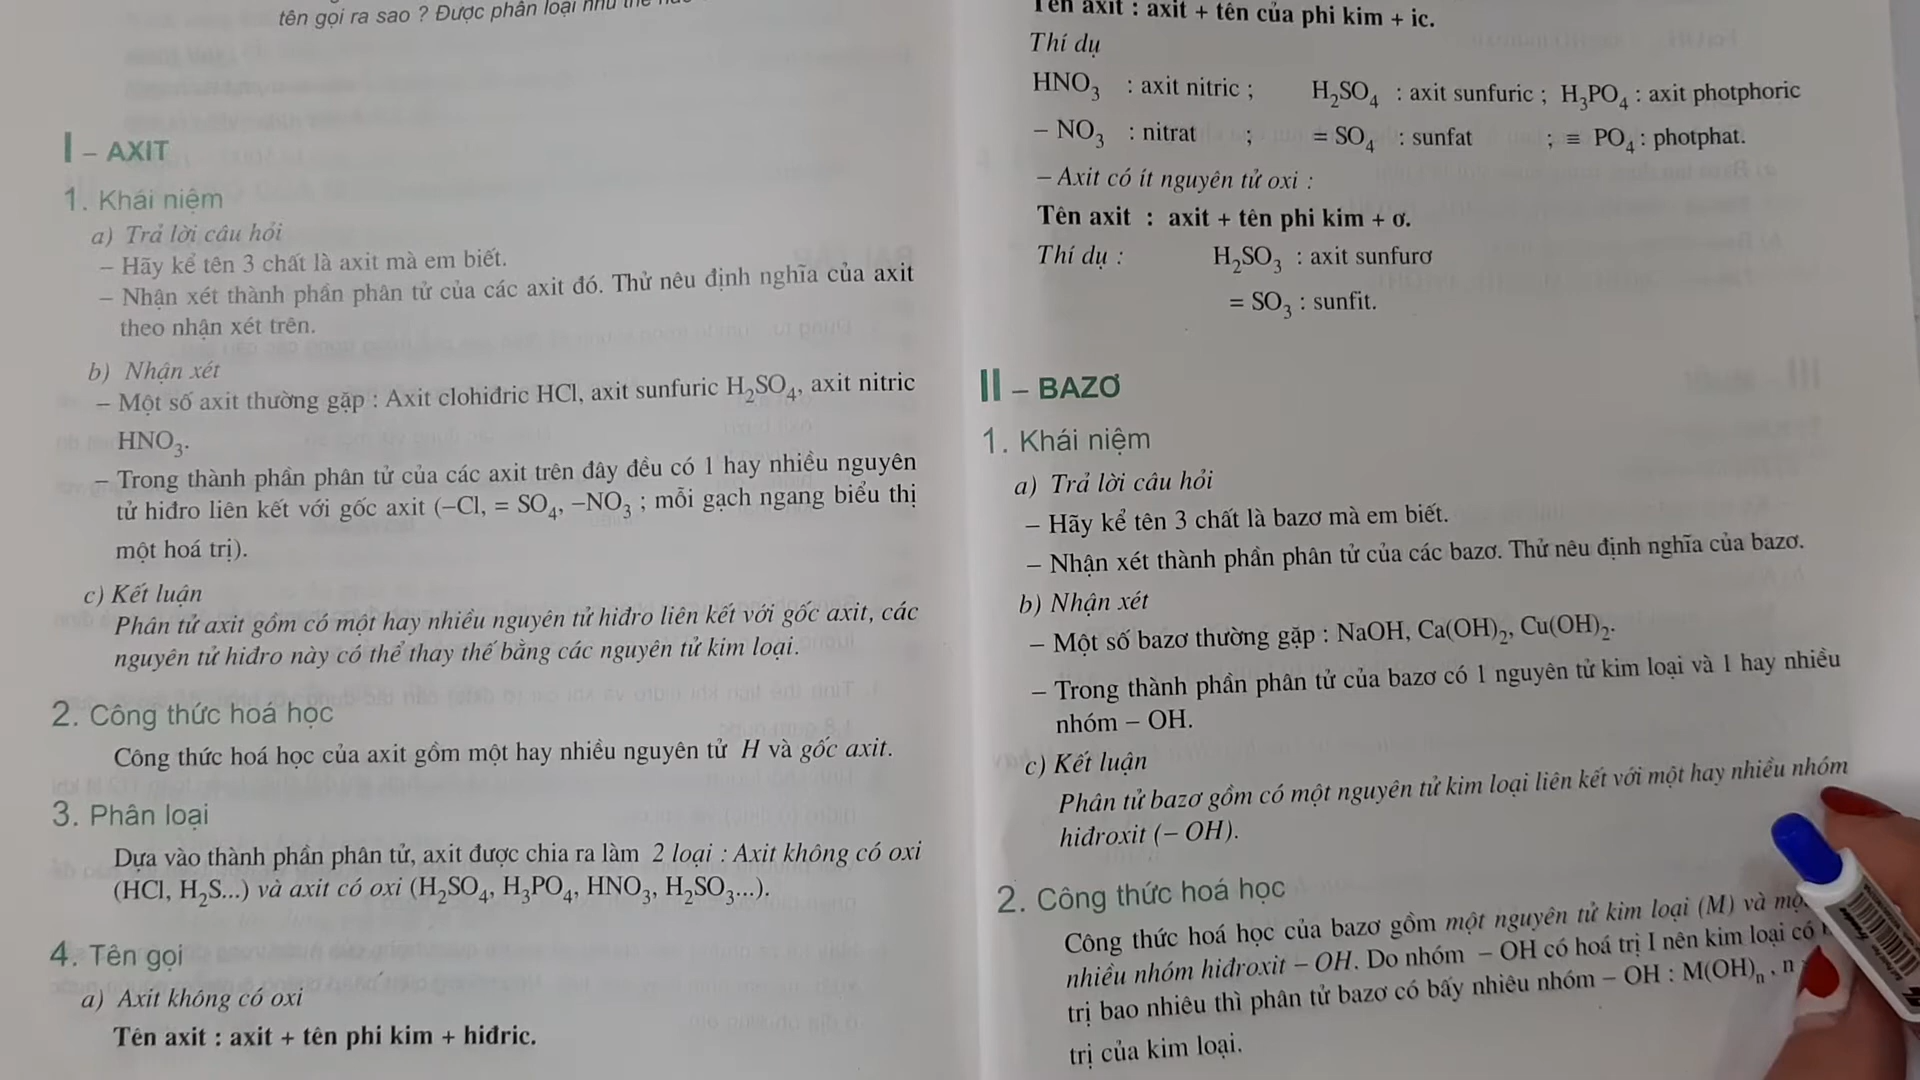 tên gọi ra sao ? Được phân loại như thế
I – AXIT
1. Khái niệm
a) Trả lời câu hỏi
– Hãy kể tên 3 chất là axit mà em biết.
– Nhận xét thành phần phân tử của các axit đó. Thử nêu định nghĩa của axit
theo nhận xét trên.
b) Nhận xét
– Một số axit thường gặp : Axit clohiđric HCl, axit sunfuric H₂SO₄, axit nitric
HNO₃.
– Trong thành phần phân tử của các axit trên đây đều có 1 hay nhiều nguyên
tử hiđro liên kết với gốc axit (–Cl, = SO₄, –NO₃ ; mỗi gạch ngang biểu thị
một hoá trị).
c) Kết luận
Phân tử axit gồm có một hay nhiều nguyên tử hiđro liên kết với gốc axit, các
nguyên tử hiđro này có thể thay thế bằng các nguyên tử kim loại.
2. Công thức hoá học
Công thức hoá học của axit gồm một hay nhiều nguyên tử H và gốc axit.
3. Phân loại
Dựa vào thành phần phân tử, axit được chia ra làm 2 loại : Axit không có oxi
(HCl, H₂S...) và axit có oxi (H₂SO₄, H₃PO₄, HNO₃, H₂SO₃...).
4. Tên gọi
a) Axit không có oxi
Tên axit : axit + tên phi kim + hiđric.
Tên axit : axit + tên của phi kim + ic.
Thí dụ
HNO₃ : axit nitric ; H₂SO₄ : axit sunfuric ; H₃PO₄ : axit photphoric
– NO₃ : nitrat ; = SO₄ : sunfat ; ≡ PO₄ : photphat.
– Axit có ít nguyên tử oxi :
Tên axit : axit + tên phi kim + ơ.
Thí dụ : H₂SO₃ : axit sunfurơ
= SO₃ : sunfit.
II – BAZƠ
1. Khái niệm
a) Trả lời câu hỏi
– Hãy kể tên 3 chất là bazơ mà em biết.
– Nhận xét thành phần phân tử của các bazơ. Thử nêu định nghĩa của bazơ.
b) Nhận xét
– Một số bazơ thường gặp : NaOH, Ca(OH)₂, Cu(OH)₂.
– Trong thành phần phân tử của bazơ có 1 nguyên tử kim loại và 1 hay nhiều
nhóm – OH.
c) Kết luận
Phân tử bazơ gồm có một nguyên tử kim loại liên kết với một hay nhiều nhóm
hiđroxit (– OH).
2. Công thức hoá học
Công thức hoá học của bazơ gồm một nguyên tử kim loại (M) và
nhiều nhóm hiđroxit – OH. Do nhóm – OH có hoá trị I nên kim loại có
trị bao nhiêu thì phân tử bazơ có bấy nhiêu nhóm – OH : M(OH)ₙ , n
trị của kim loại.